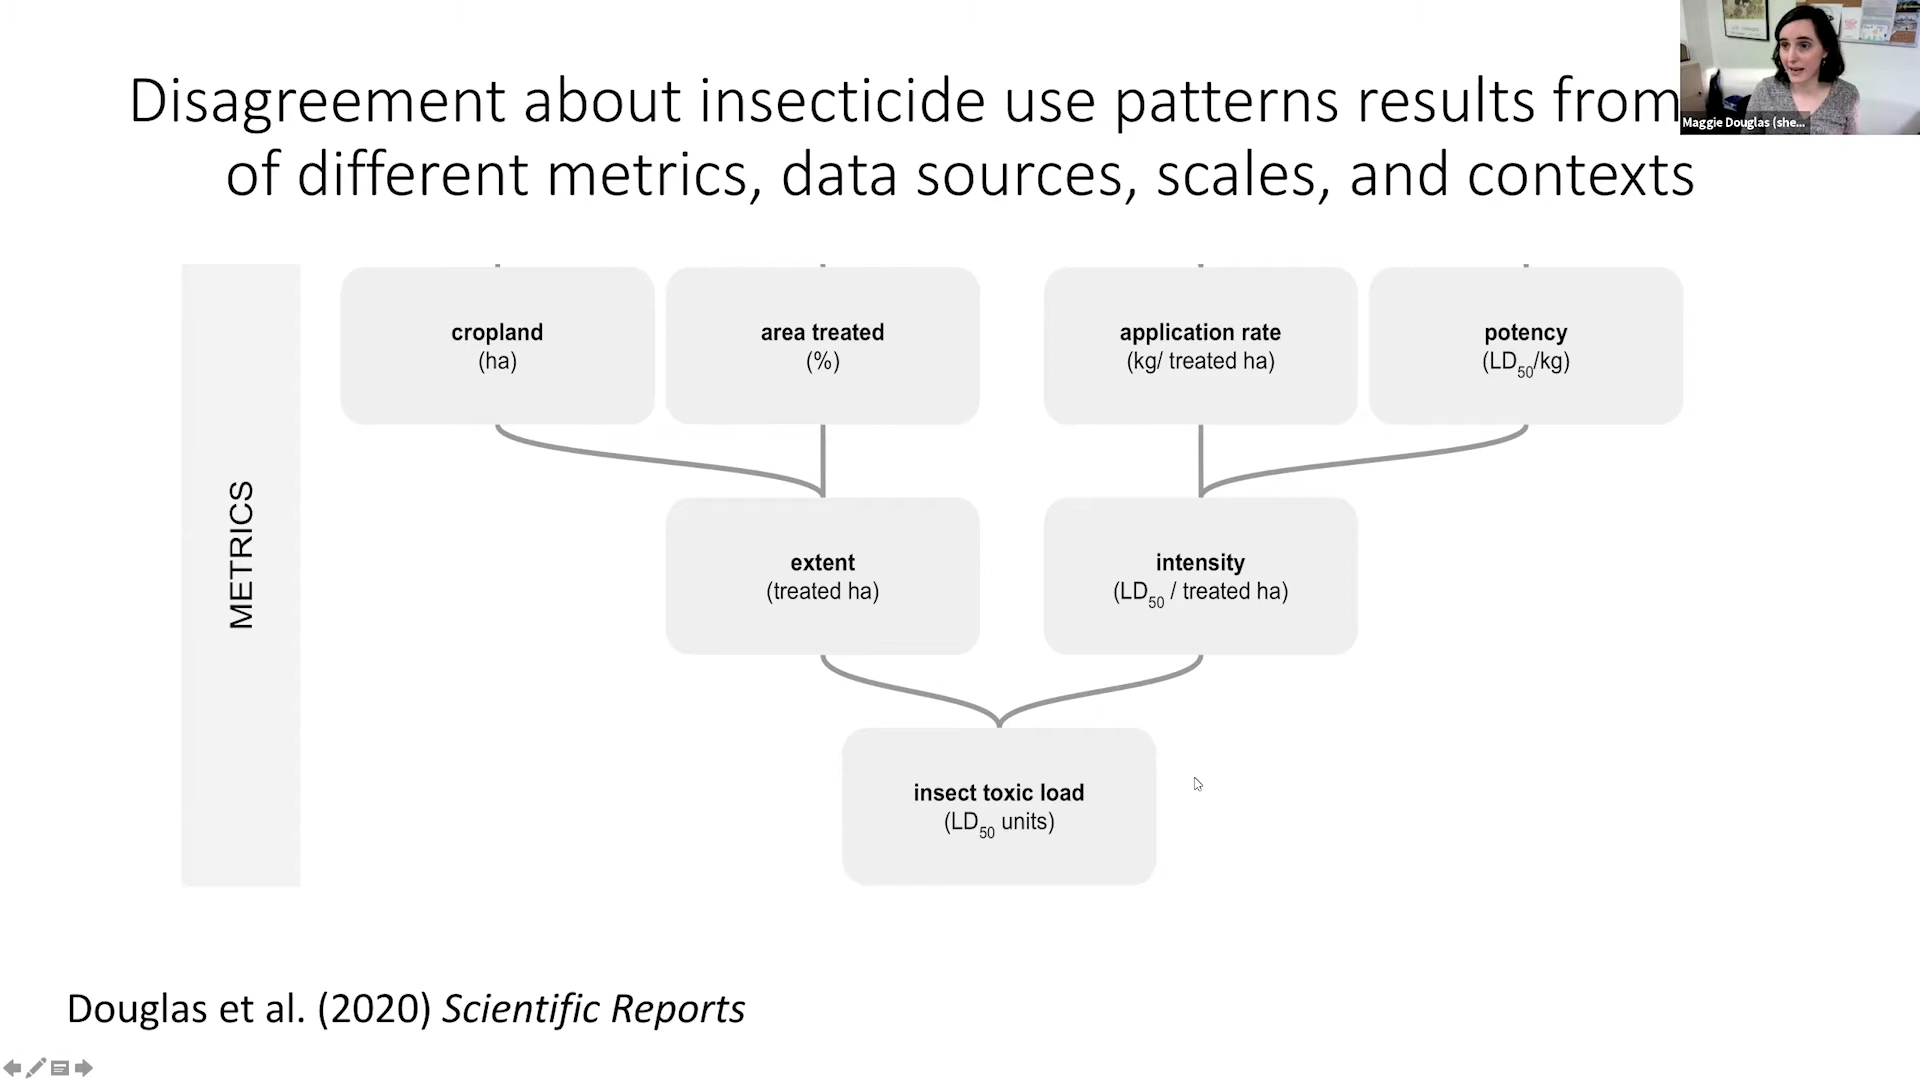 Disagreement about insecticide use patterns results from
of different metrics, data sources, scales, and contexts
Maggie Douglas (she...
METRICS
cropland
(ha)
area treated
(%)
application rate
(kg/ treated ha)
potency
(LD50/kg)
extent
(treated ha)
intensity
(LD50 / treated ha)
insect toxic load
(LD50 units)
Douglas et al. (2020) Scientific Reports